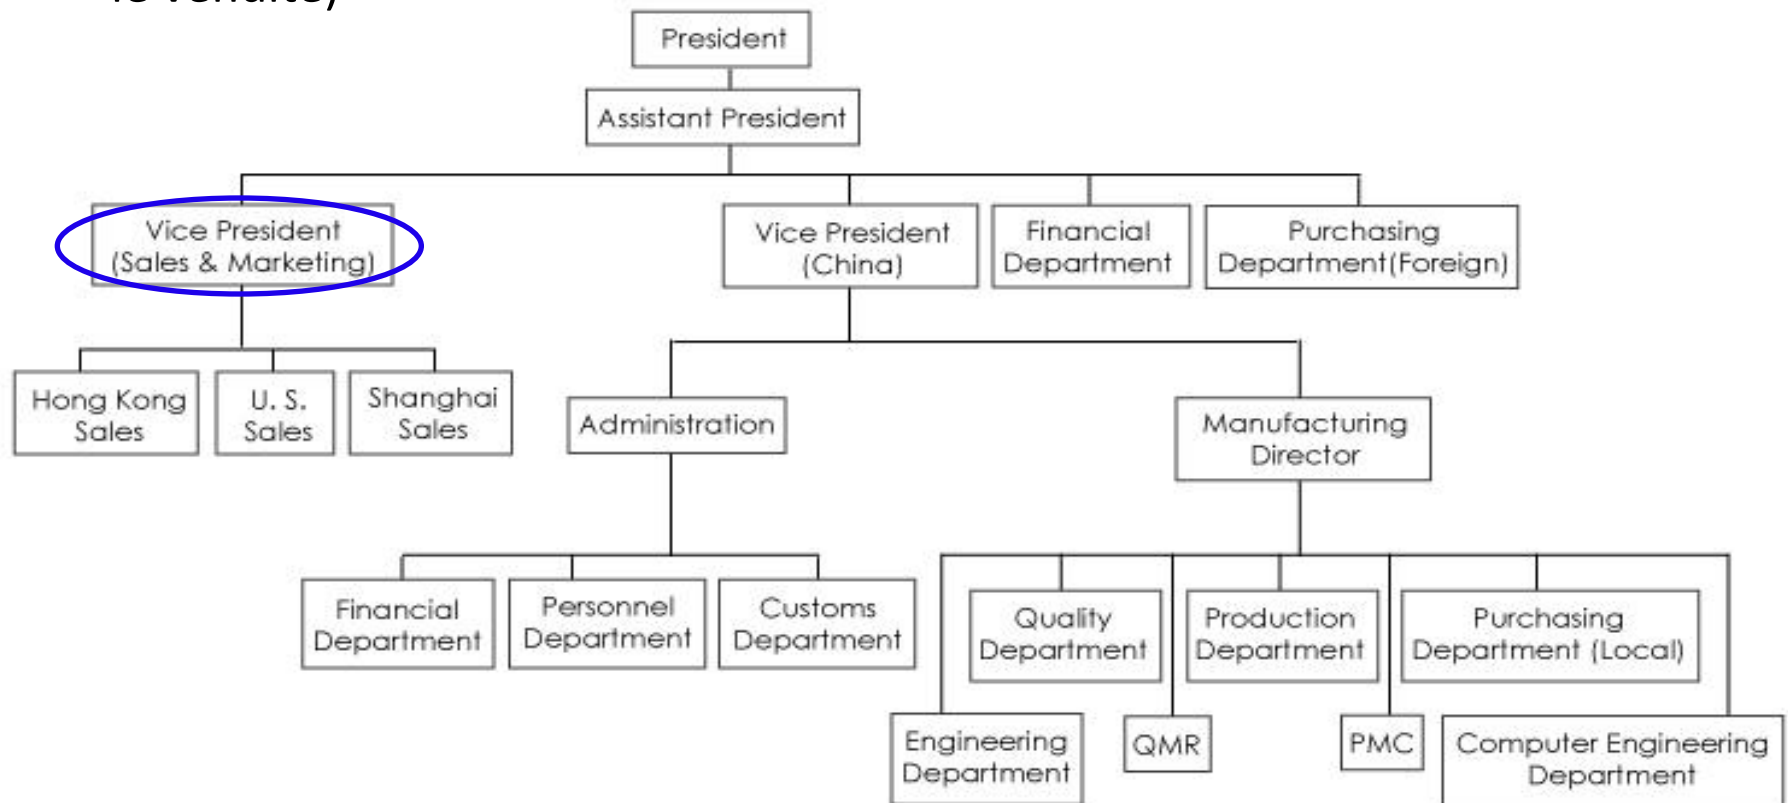 President
Assistant President
Vice President
(Sales & Marketing)
Vice President
(China)
Financial
Department
Purchasing
Department(Foreign)
Hong Kong
Sales
U. S.
Sales
Shanghai
Sales
Administration
Manufacturing
Director
Financial
Department
Personnel
Department
Customs
Department
Quality
Department
Production
Department
Purchasing
Department (Local)
Engineering
Department
QMR
PMC
Computer Engineering
Department